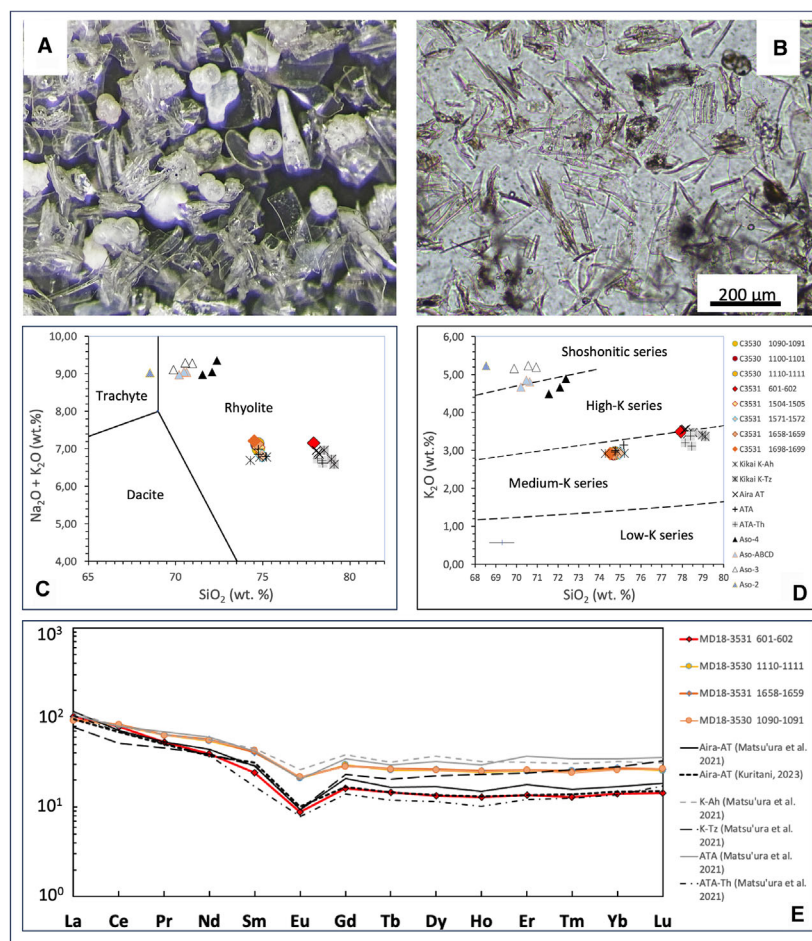 A
B
200 µm
10,00
9,00
8,00
7,00
6,00
5,00
4,00
Na₂O + K₂O (wt.%)
Trachyte
Rhyolite
Dacite
C
65
70
75
80
SiO₂ (wt. %)
6,00
5,00
4,00
3,00
2,00
1,00
0,00
K₂O (wt.%)
Shoshonitic series
High-K series
Medium-K series
Low-K series
68
69
70
71
72
73
74
75
76
77
78
79
80
SiO₂ (wt. %)
D
C3530 1090-1091
C3530 1100-1101
C3530 1110-1111
C3531 601-602
C3531 1504-1505
C3531 1571-1572
C3531 1658-1659
C3531 1698-1699
Kikai K-Ah
Kikai K-Tz
Aira AT
ATA
ATA-Th
Aso-4
Aso-ABCD
Aso-3
Aso-2
10³
10²
10¹
10⁰
La Ce Pr Nd Sm Eu Gd Tb Dy Ho Er Tm Yb Lu
E
MD18-3531 601-602
MD18-3530 1110-1111
MD18-3531 1658-1659
MD18-3530 1090-1091
Aira-AT (Matsu'ura et al.
2021)
Aira-AT (Kuritani, 2023)
K-Ah (Matsu'ura et al.
2021)
K-Tz (Matsu'ura et al.
2021)
ATA (Matsu'ura et al.
2021)
ATA-Th (Matsu'ura et al.
2021)